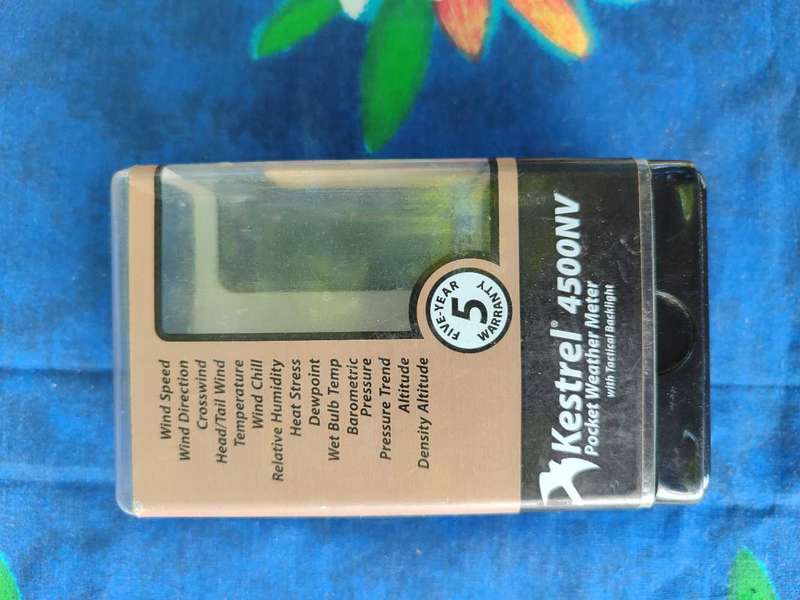 Wind Speed
Wind Direction
Crosswind
Head/Tail Wind
Temperature
Wind Chill
Relative Humidity
Heat Stress
Dewpoint
Wet Bulb Temp
Barometric
Pressure
Pressure Trend
Altitude
Density Altitude
FIVE-YEAR
5
WARRANTY
Kestrel® 4500NV
Pocket Weather Meter
with Tactical Backlight